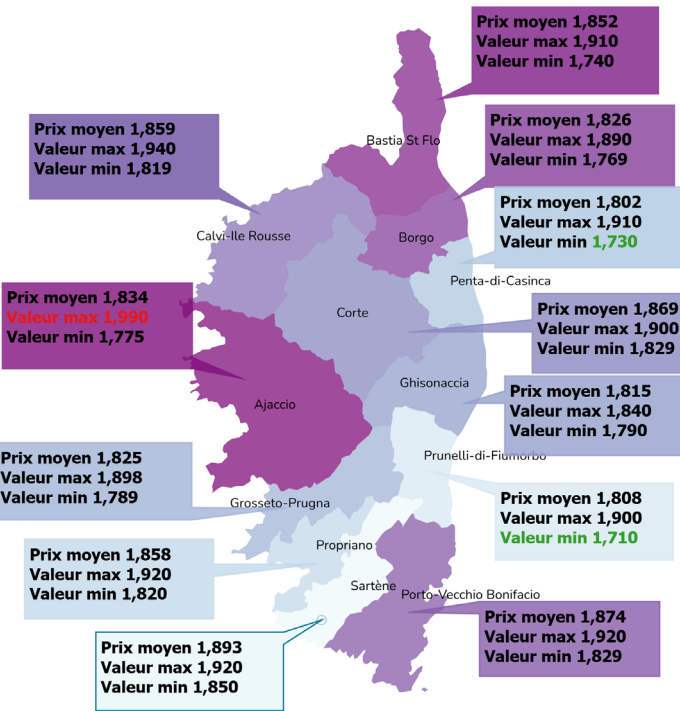 Prix moyen 1,852
Valeur max 1,910
Valeur min 1,740
Prix moyen 1,859
Valeur max 1,940
Valeur min 1,819
Bastia St Flo
Prix moyen 1,826
Valeur max 1,890
Valeur min 1,769
Prix moyen 1,802
Valeur max 1,910
Valeur min 1,730
Calvi-Ile Rousse
Borgo
Penta-di-Casinca
Prix moyen 1,834
Valeur max 1,990
Valeur min 1,775
Corte
Prix moyen 1,869
Valeur max 1,900
Valeur min 1,829
Ghisonaccia
Ajaccio
Prix moyen 1,815
Valeur max 1,840
Valeur min 1,790
Prunelli-di-Fiumorbo
Prix moyen 1,825
Valeur max 1,898
Valeur min 1,789
Grosseto-Prugna
Prix moyen 1,808
Valeur max 1,900
Valeur min 1,710
Propriano
Prix moyen 1,858
Valeur max 1,920
Valeur min 1,820
Sartène
Porto-Vecchio Bonifacio
Prix moyen 1,874
Valeur max 1,920
Valeur min 1,829
Prix moyen 1,893
Valeur max 1,920
Valeur min 1,850